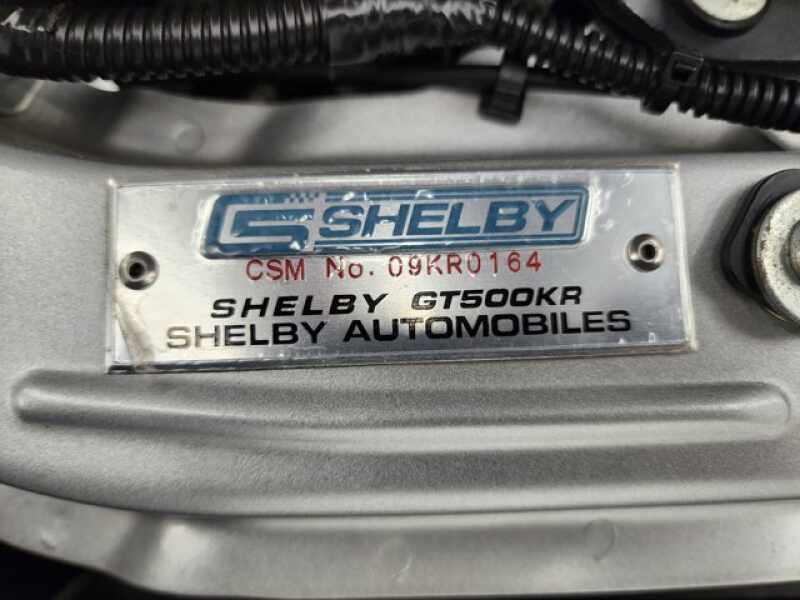 SHELBY
CSM No. 09KR0164
SHELBY GT500KR
SHELBY AUTOMOBILES